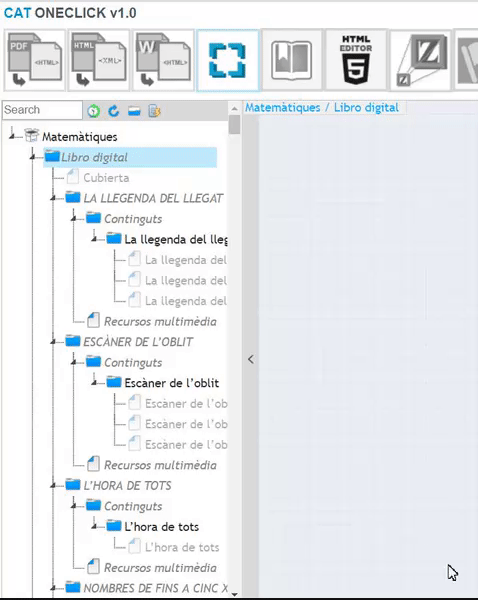 CAT ONECLICK v1.0
PDF <HTML>
HTML <XML>
W <HTML>
HTML EDITOR 5
Z Z
Search
Matemàtiques / Libro digital
Matemàtiques
Libro digital
Cubierta
LA LLEGENDA DEL LLEGAT
Continguts
La llegenda del lleg
La llegenda del
La llegenda del
La llegenda del
Recursos multimèdia
ESCÀNER DE L'OBLIT
Continguts
Escàner de l'oblit
Escàner de l'ob
Escàner de l'ob
Escàner de l'ob
Recursos multimèdia
L'HORA DE TOTS
Continguts
L'hora de tots
L'hora de tots
Recursos multimèdia
NOMBRES DE FINS A CINC X